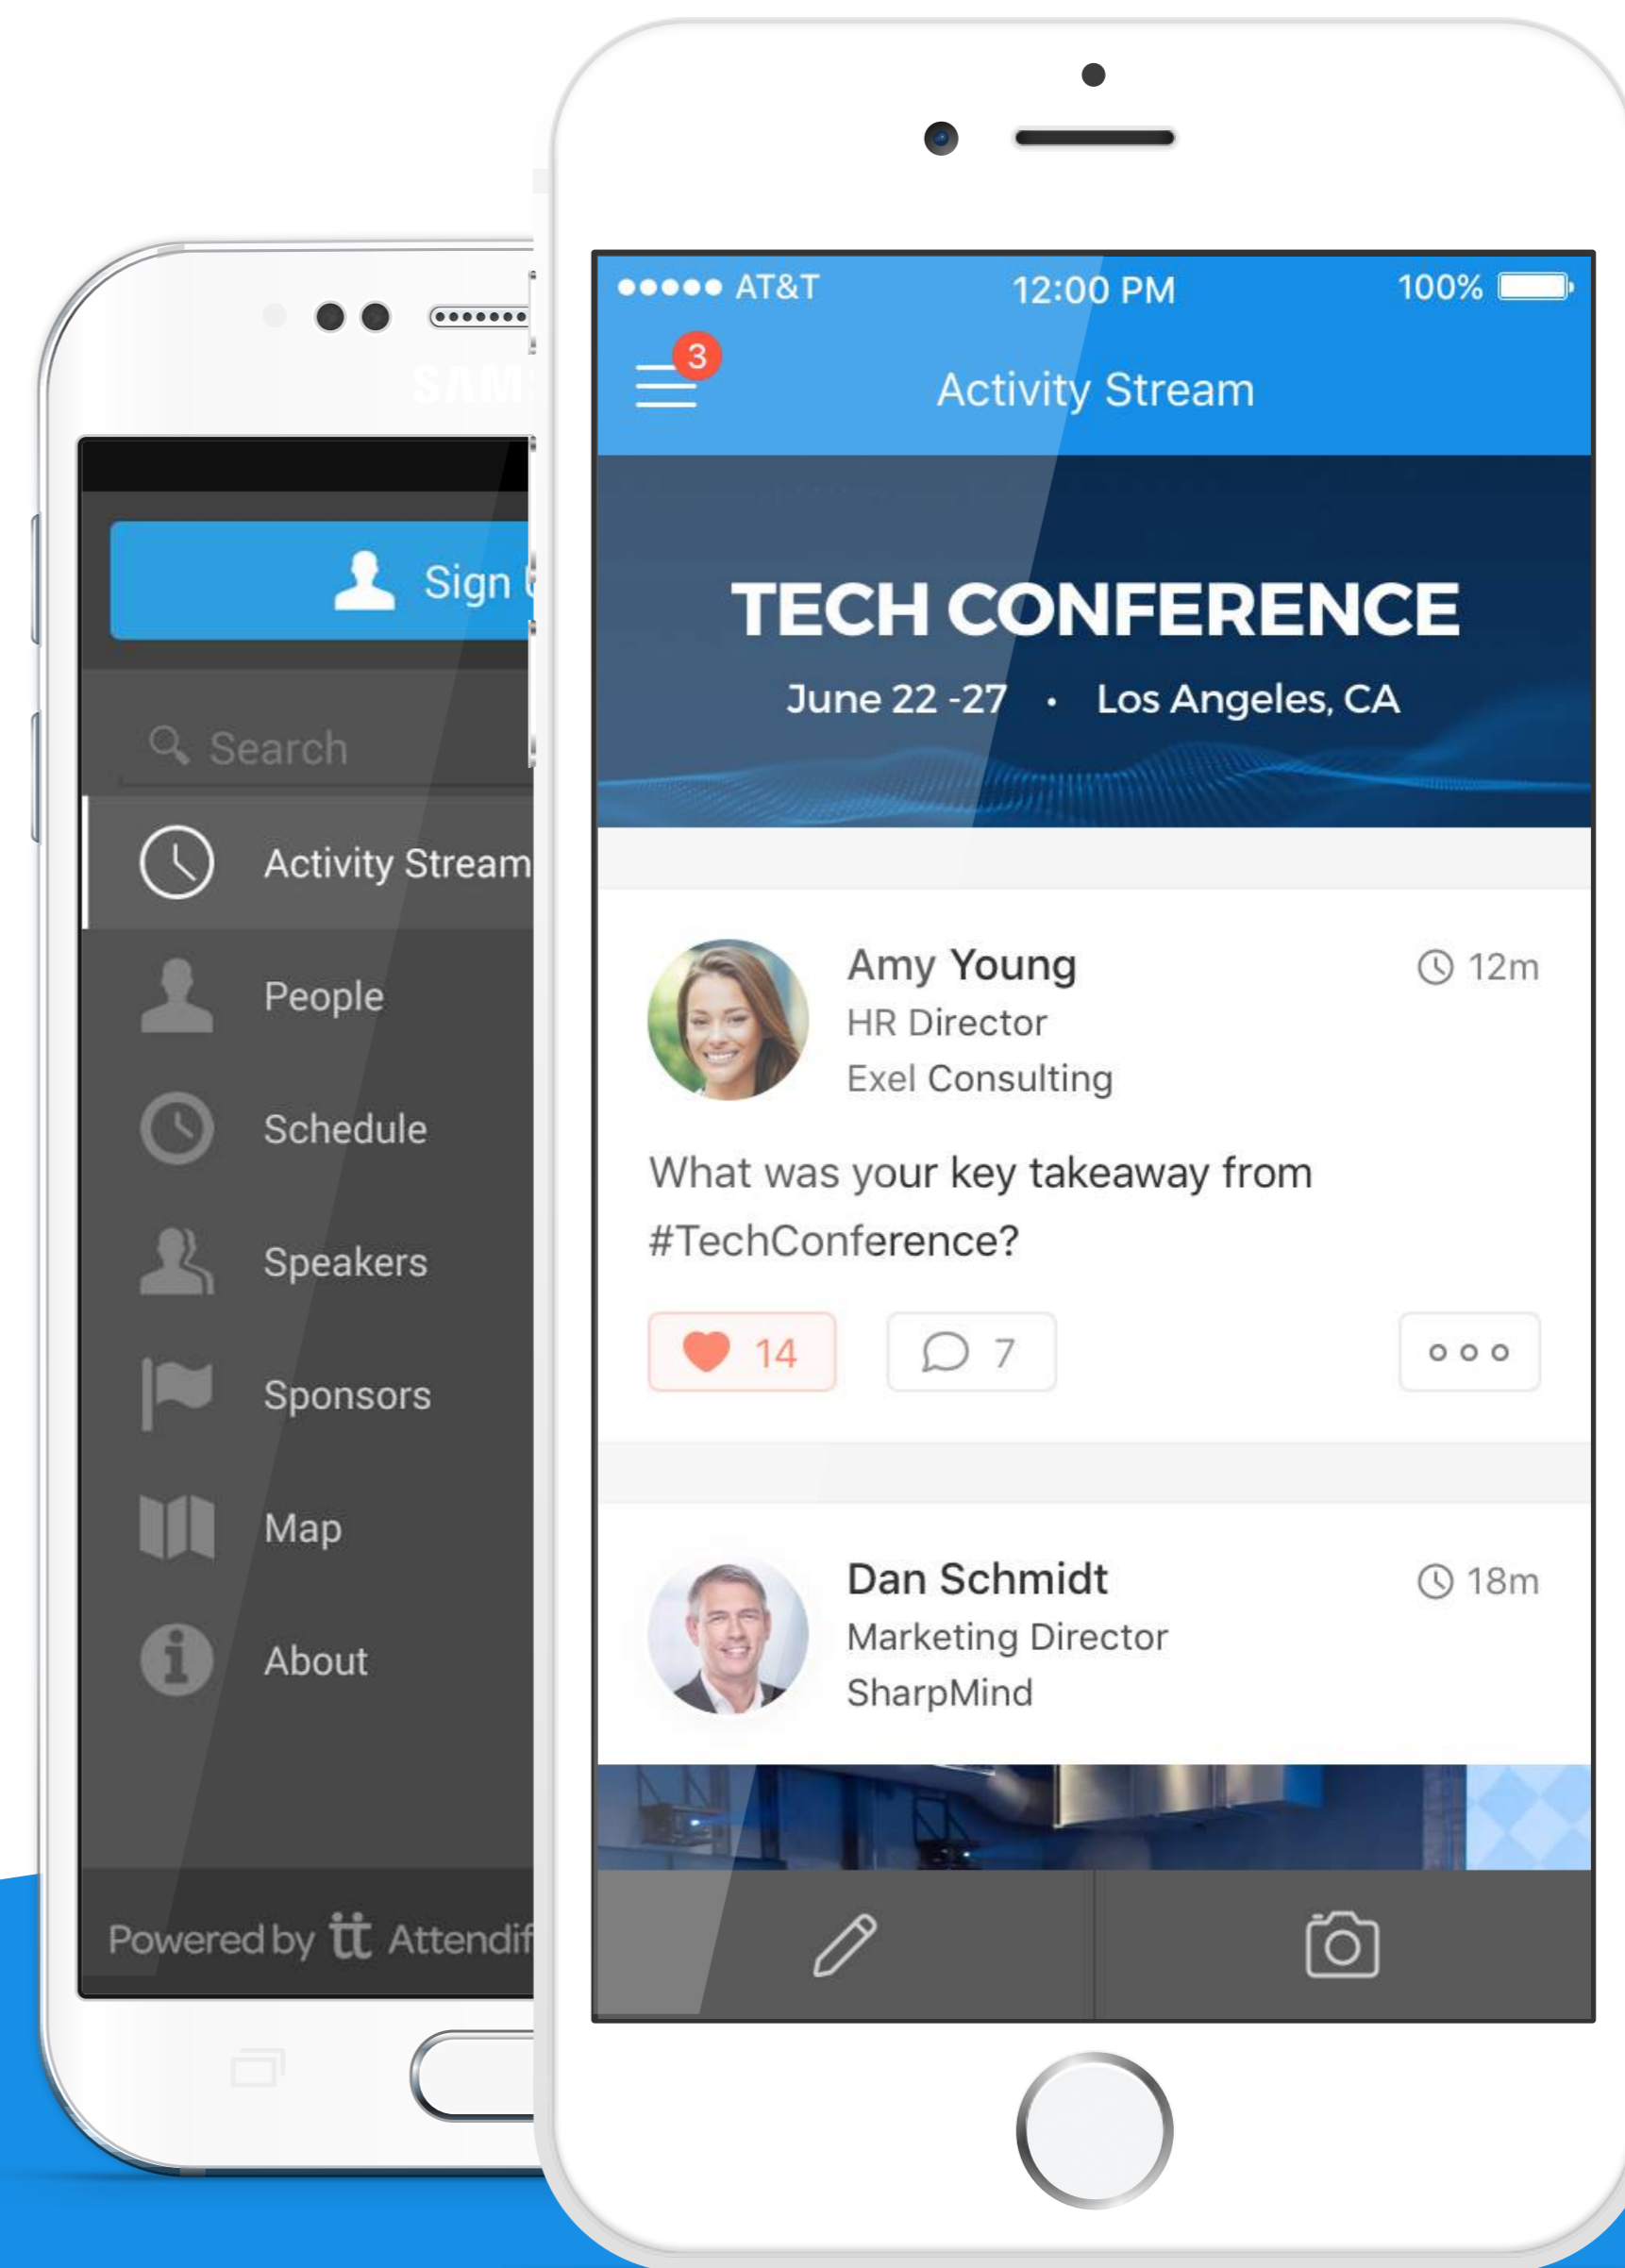 SAMS
Sign U
Search
Activity Stream
People
Schedule
Speakers
Sponsors
Map
About
Powered by Attendif
AT&T 12:00 PM 100%
3
Activity Stream
TECH CONFERENCE
June 22 -27 • Los Angeles, CA
Amy Young 12m
HR Director
Exel Consulting
What was your key takeaway from
#TechConference?
14 7
Dan Schmidt 18m
Marketing Director
SharpMind